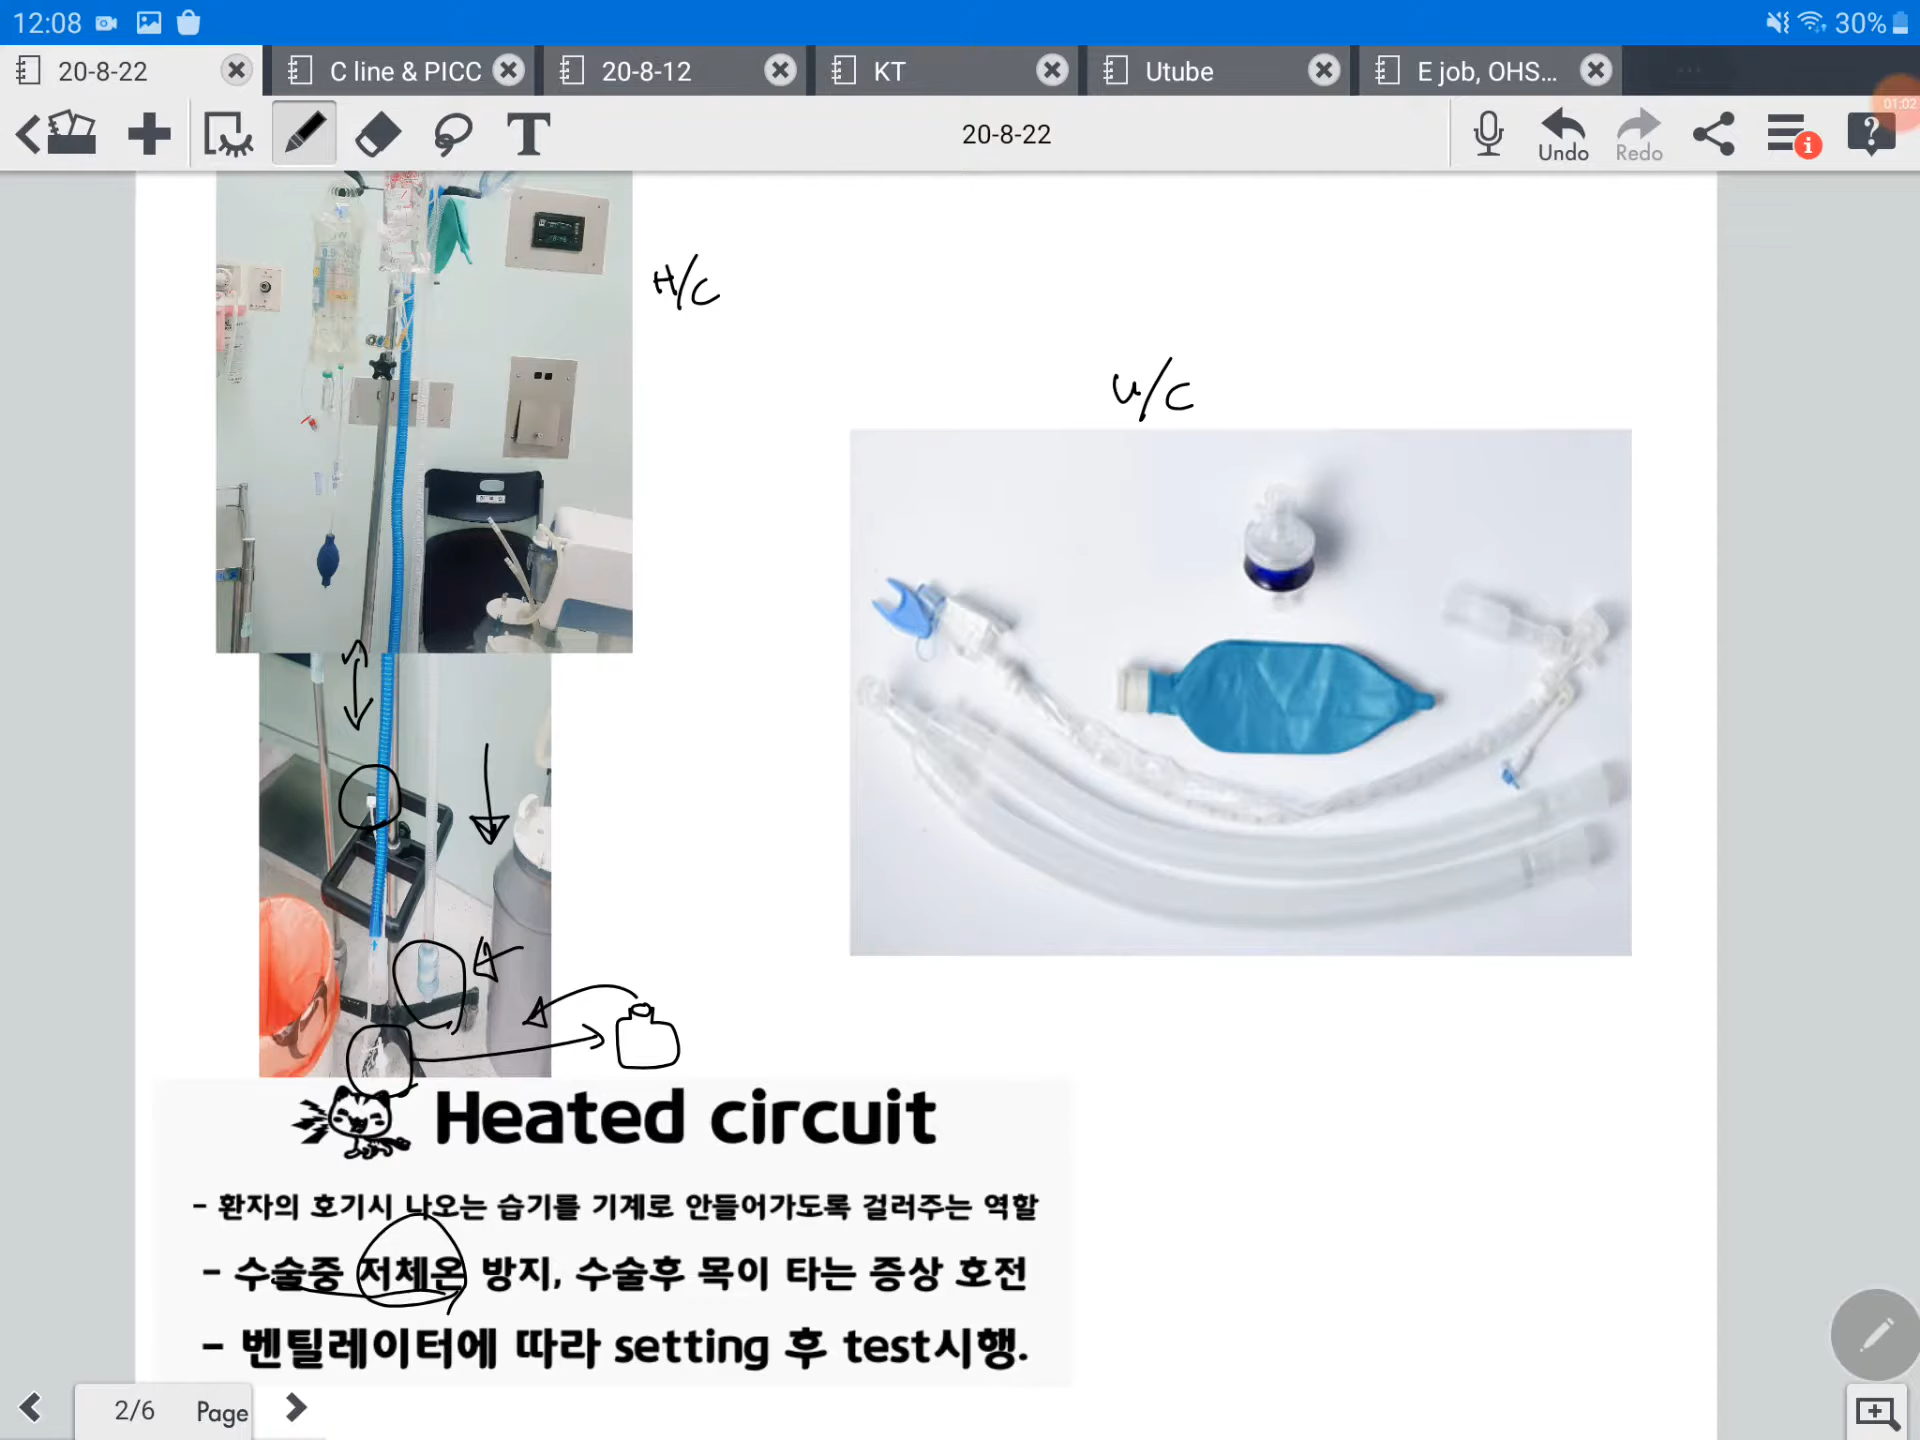 12:08
30%
20-8-22
C line & PICC
20-8-12
KT
Utube
E job, OHS...
01:02
T
20-8-22
Undo
Redo
i
?
H/C
u/c
Heated circuit
- 환자의 호기시 나오는 습기를 기계로 안들어가도록 걸러주는 역할
- 수술중 저체온 방지, 수술후 목이 타는 증상 호전
- 벤틸레이터에 따라 setting 후 test시행.
2/6
Page